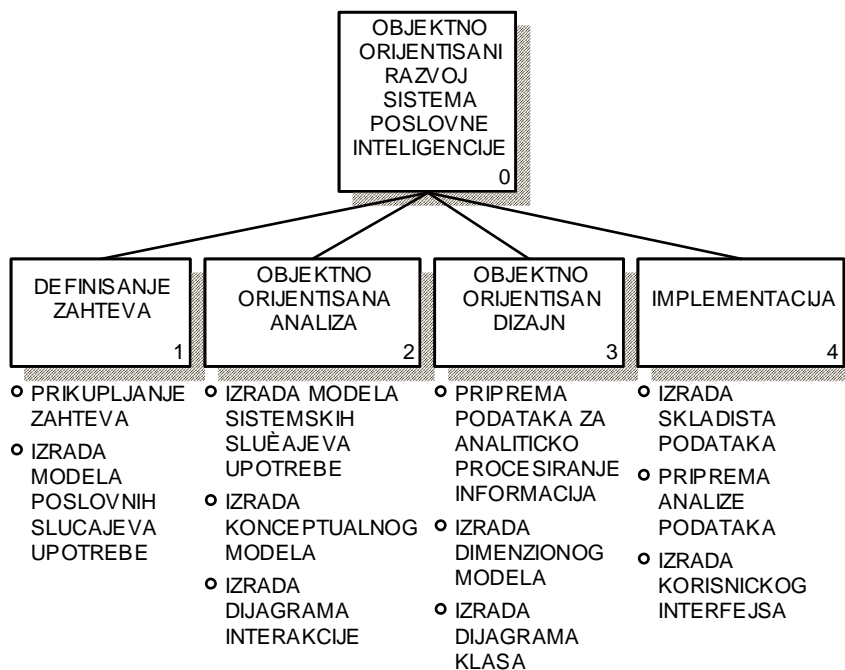 OBJEKTNO
ORIJENTISANI
RAZVOJ
SISTEMA
POSLOVNE
INTELIGENCIJE
0
DEFINISANJE
ZAHTEVA
1
OBJEKTNO
ORIJENTISANA
ANALIZA
2
OBJEKTNO
ORIJENTISAN
DIZAJN
3
IMPLEMENTACIJA
4
PRIKUPLJANJE
ZAHTEVA
IZRADA
MODELA
POSLOVNIH
SLUCAJEVA
UPOTREBE
IZRADA MODELA
SISTEMSKIH
SLUÈAJEVA
UPOTREBE
IZRADA
KONCEPTUALNOG
MODELA
IZRADA
DIJAGRAMA
INTERAKCIJE
PRIPREMA
PODATAKA ZA
ANALITICKO
PROCESIRANJE
INFORMACIJA
IZRADA
DIMENZIONOG
MODELA
IZRADA
DIJAGRAMA
KLASA
IZRADA
SKLADISTA
PODATAKA
PRIPREMA
ANALIZE
PODATAKA
IZRADA
KORISNICKOG
INTERFEJSA